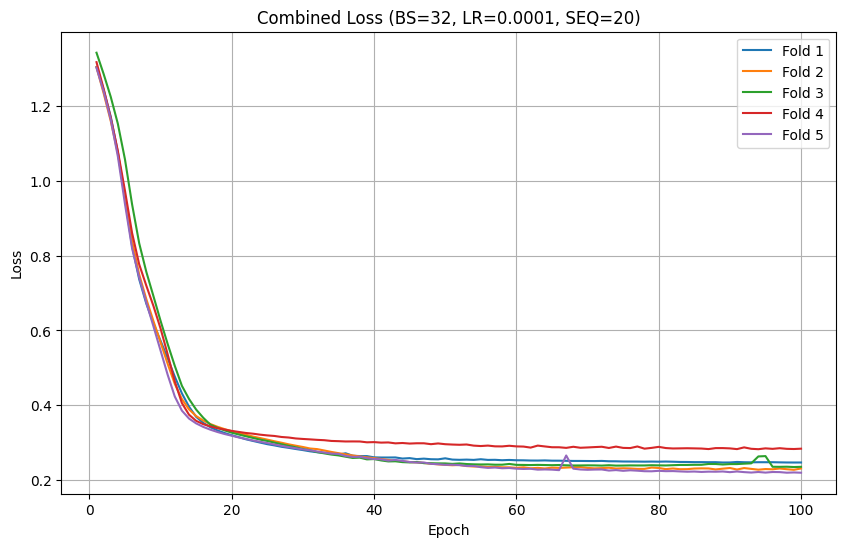 Combined Loss (BS=32, LR=0.0001, SEQ=20)
Fold 1
Fold 2
Fold 3
Fold 4
Fold 5
Loss
1.2
1.0
0.8
0.6
0.4
0.2
0
20
40
60
80
100
Epoch